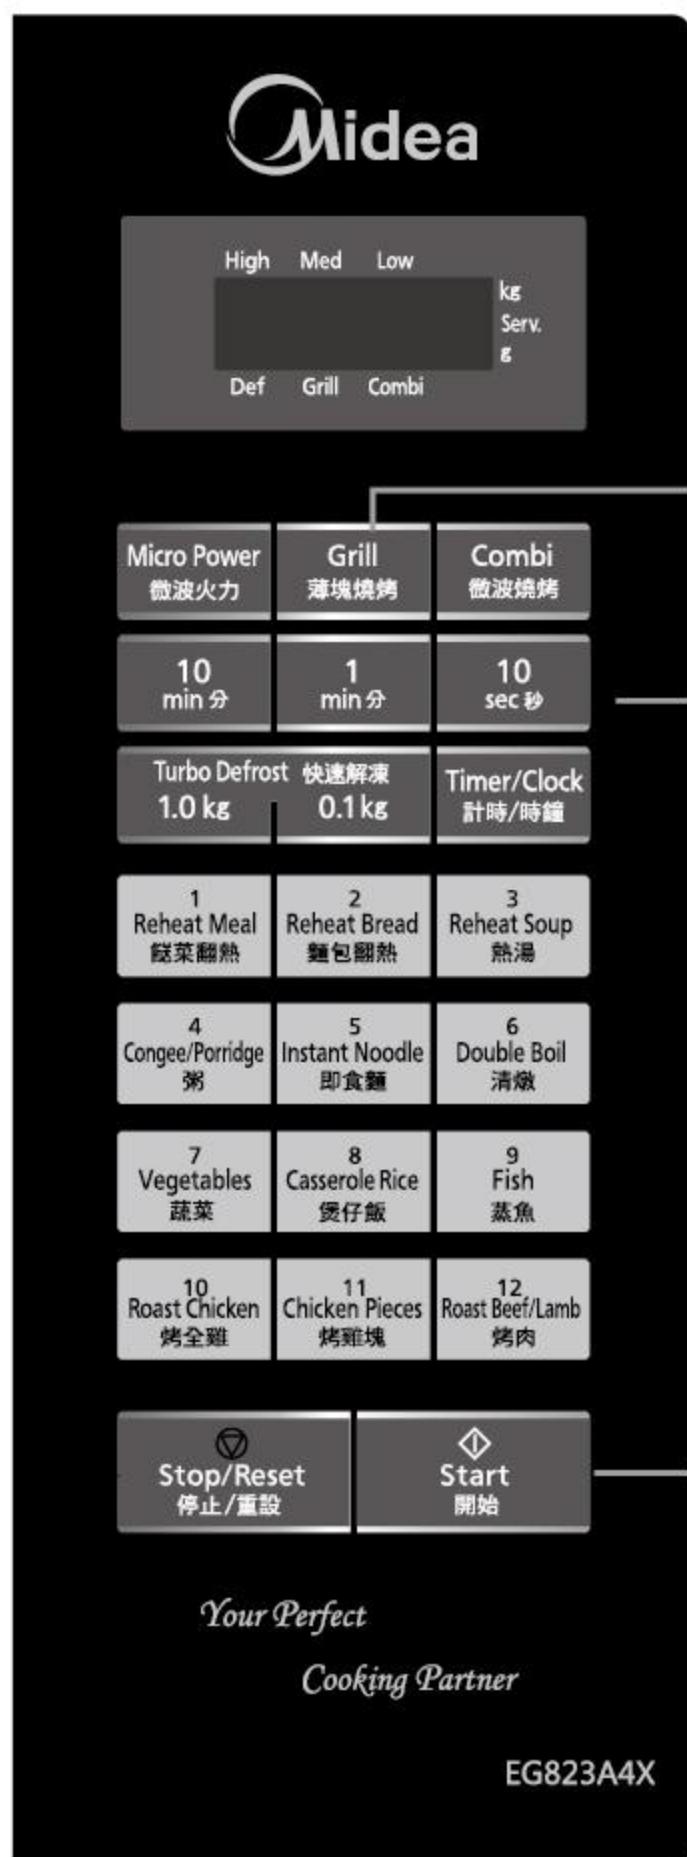 Midea
High Med Low
kg
Serv.
g
Def Grill Combi
Micro Power
微波火力
Grill
薄塊燒烤
Combi
微波燒烤
10
min 分
1
min 分
10
sec 秒
Turbo Defrost 快速解凍
1.0 kg 0.1 kg
Timer/Clock
計時/時鐘
1
Reheat Meal
餸菜翻熱
2
Reheat Bread
麵包翻熱
3
Reheat Soup
熱湯
4
Congee/Porridge
粥
5
Instant Noodle
即食麵
6
Double Boil
清燉
7
Vegetables
蔬菜
8
Casserole Rice
煲仔飯
9
Fish
蒸魚
10
Roast Chicken
烤全雞
11
Chicken Pieces
烤雞塊
12
Roast Beef/Lamb
烤肉
Stop/Reset
停止/重設
Start
開始
Your Perfect
Cooking Partner
EG823A4X